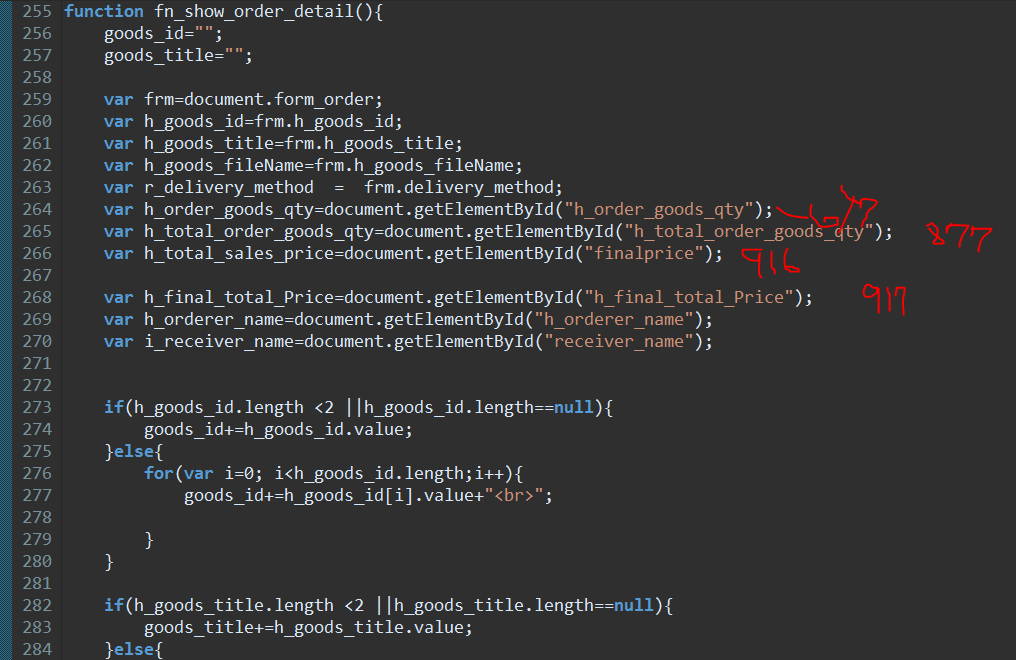 255 function fn_show_order_detail(){
256 goods_id="";
257 goods_title="";
258
259 var frm=document.form_order;
260 var h_goods_id=frm.h_goods_id;
261 var h_goods_title=frm.h_goods_title;
262 var h_goods_fileName=frm.h_goods_fileName;
263 var r_delivery_method  =  frm.delivery_method;
264 var h_order_goods_qty=document.getElementById("h_order_goods_qty");
265 var h_total_order_goods_qty=document.getElementById("h_total_order_goods_qty"); 877
266 var h_total_sales_price=document.getElementById("finalprice"); 916
267
268 var h_final_total_Price=document.getElementById("h_final_total_Price"); 917
269 var h_orderer_name=document.getElementById("h_orderer_name");
270 var i_receiver_name=document.getElementById("receiver_name");
271
272
273 if(h_goods_id.length <2 ||h_goods_id.length==null){
274 goods_id+=h_goods_id.value;
275 }else{
276 for(var i=0; i<h_goods_id.length;i++){
277 goods_id+=h_goods_id[i].value+"<br>";
278
279 }
280 }
281
282 if(h_goods_title.length <2 ||h_goods_title.length==null){
283 goods_title+=h_goods_title.value;
284 }else{